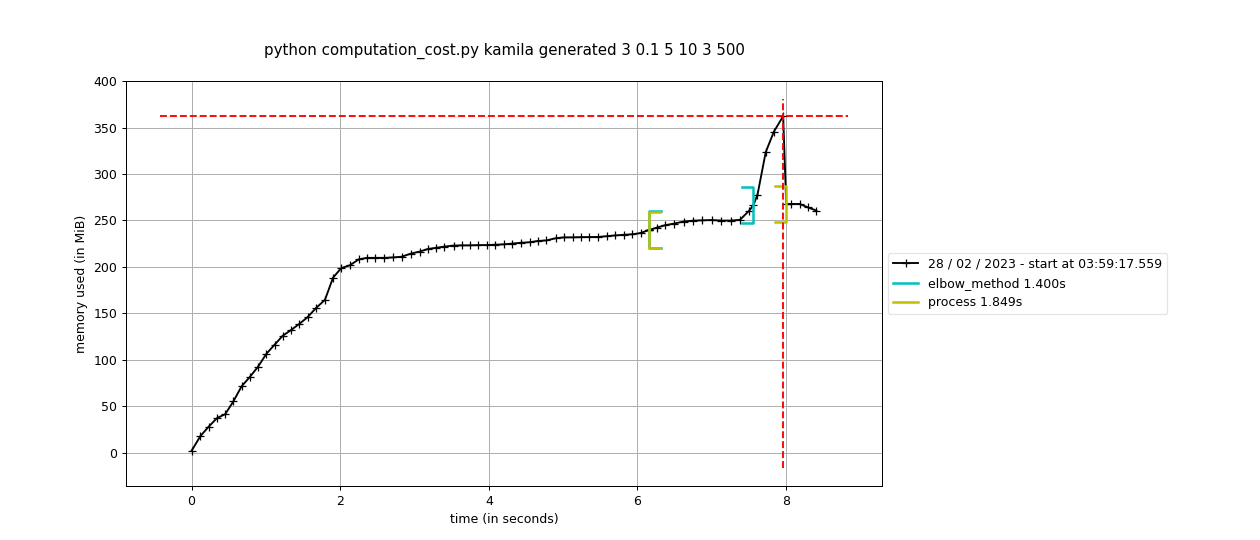 python computation_cost.py kamila generated 3 0.1 5 10 3 500
400
350
300
250
200
150
100
50
0
memory used (in MiB)
0 2 4 6 8
time (in seconds)
28 / 02 / 2023 - start at 03:59:17.559
elbow_method 1.400s
process 1.849s